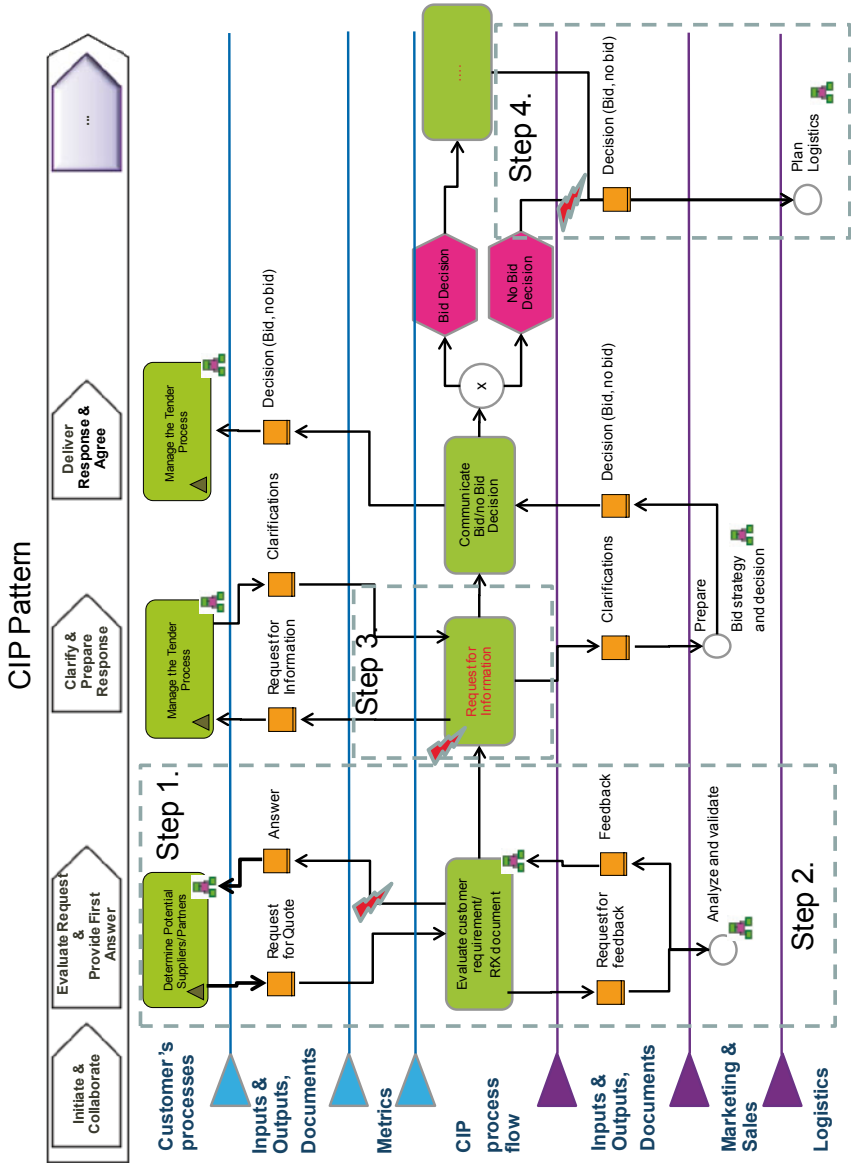 CIP Pattern
Initiate &
Collaborate
Evaluate Request
&
Provide First
Answer
Clarify &
Prepare
Response
Deliver
Response &
Agree
...
Customer's
processes
Determine Potential
Suppliers/Partners
Step 1.
Manage the Tender
Process
Manage the Tender
Process
Inputs &
Outputs,
Documents
Request
for Quote
Answer
Request for
Information
Clarifications
Decision (Bid, no bid)
Metrics
Step 3.
CIP
process
flow
Evaluate customer
requirement/
RfX document
Request for
Information
Communicate
Bid/no Bid
Decision
X
Bid Decision
No Bid
Decision
....
Step 4.
Inputs &
Outputs,
Documents
Request for
feedback
Feedback
Clarifications
Decision (Bid, no bid)
Decision (Bid, no bid)
Marketing &
Sales
Analyze and validate
Prepare
Bid strategy
and decision
Step 2.
Logistics
Plan
Logistics